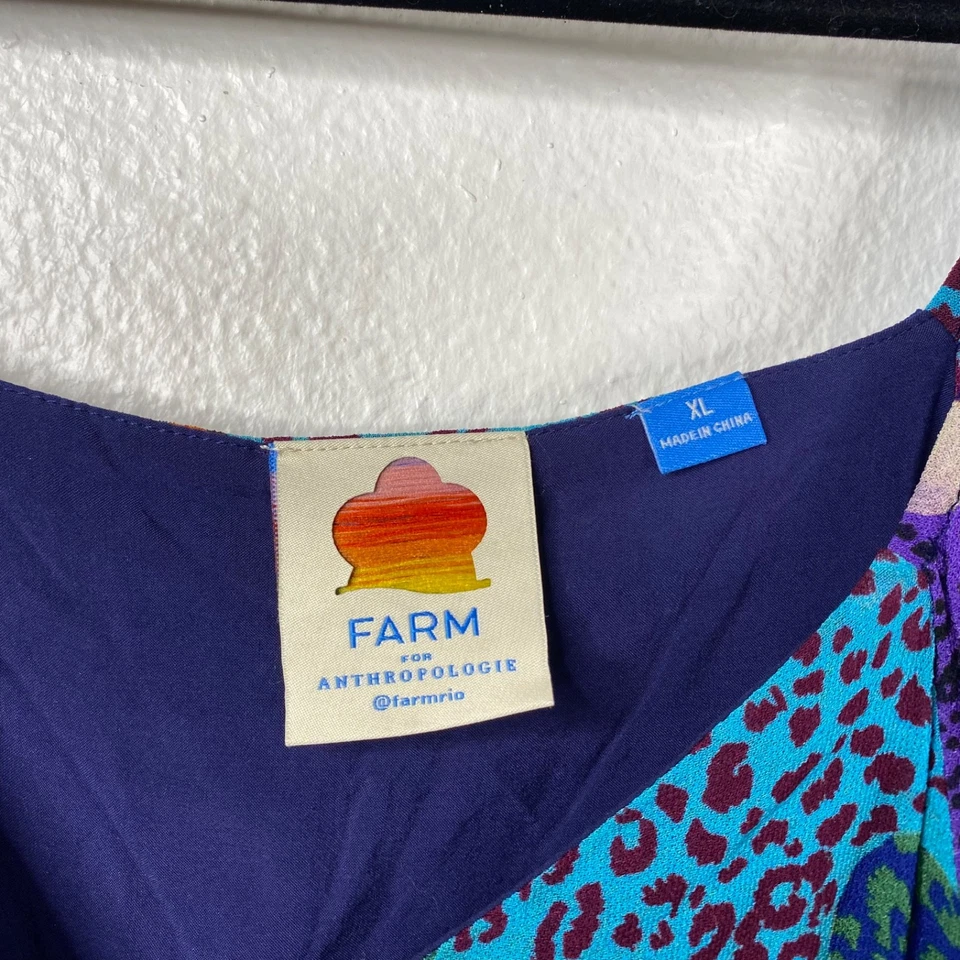 FARM
FOR
ANTHROPOLOGIE
@farmrio
XL
MADE IN CHINA